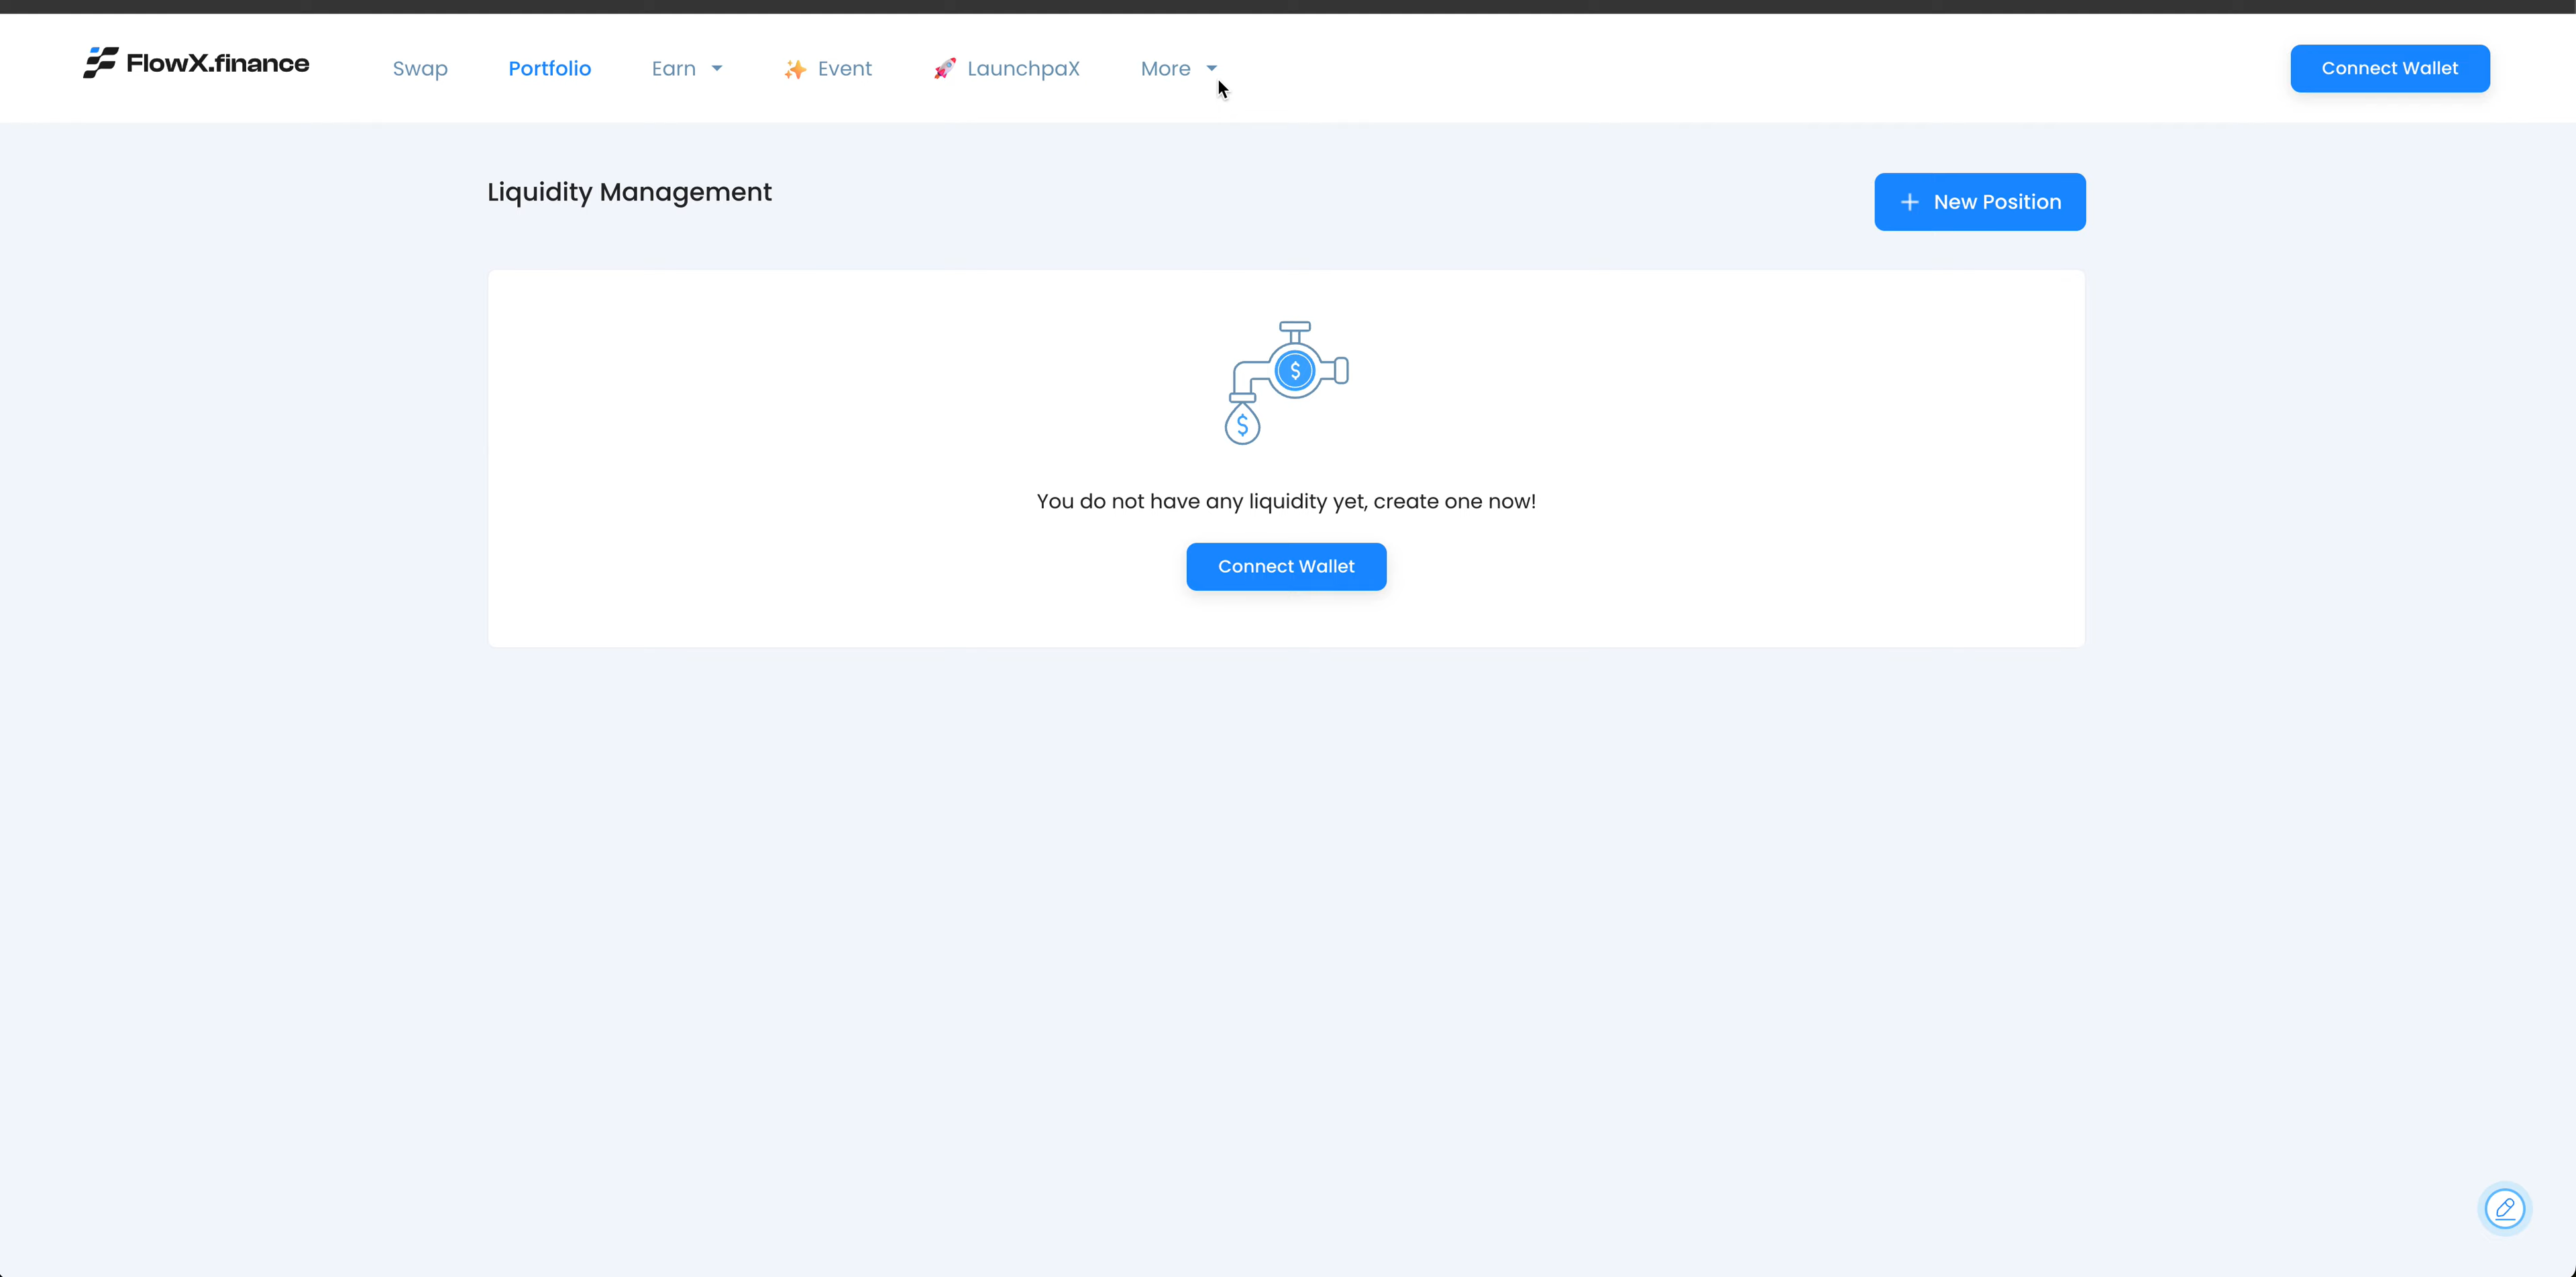 FlowX.finance
Swap
Portfolio
Earn
Event
LaunchpaX
More
Connect Wallet
Liquidity Management
+ New Position
$
$
You do not have any liquidity yet, create one now!
Connect Wallet